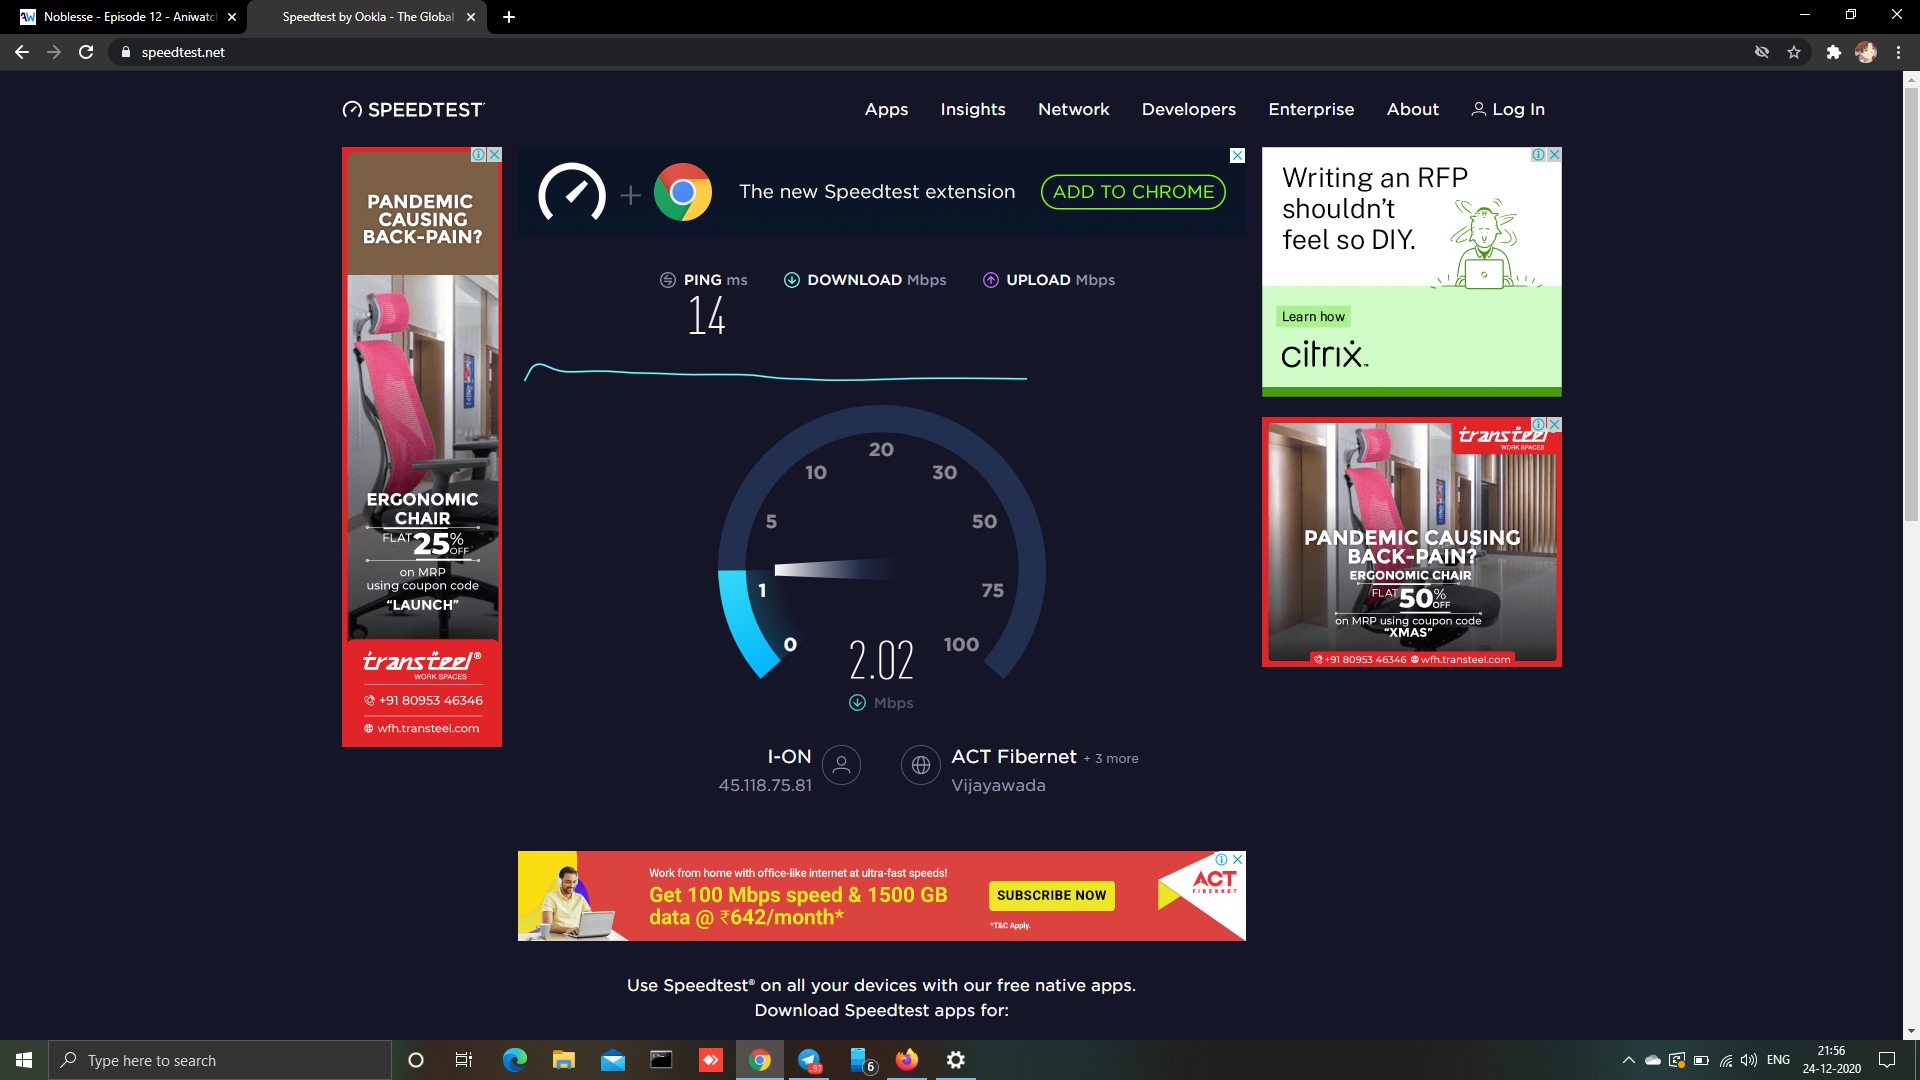 Noblesse - Episode 12 - Aniwatch
Speedtest by Ookla - The Global
speedtest.net
SPEEDTEST
Apps
Insights
Network
Developers
Enterprise
About
Log In
PANDEMIC
CAUSING
BACK-PAIN?
ERGONOMIC
CHAIR
FLAT 25% OFF
on MRP
using coupon code
“LAUNCH”
transteel®
WORK SPACES
+91 80953 46346
wfh.transteel.com
+
The new Speedtest extension
ADD TO CHROME
PING ms
14
DOWNLOAD Mbps
UPLOAD Mbps
0
1
5
10
20
30
50
75
100
2.02
Mbps
I-ON
45.118.75.81
ACT Fibernet + 3 more
Vijayawada
Writing an RFP
shouldn’t
feel so DIY.
Learn how
citrix™
transteel
WORK SPACES
PANDEMIC CAUSING
BACK-PAIN?
ERGONOMIC CHAIR
FLAT 50% OFF
on MRP using coupon code
“XMAS”
+91 80953 46346 wfh.transteel.com
Work from home with office-like internet at ultra-fast speeds!
Get 100 Mbps speed & 1500 GB
data @ ₹642/month*
SUBSCRIBE NOW
*T&C Apply.
ACT
FIBERNET
Use Speedtest® on all your devices with our free native apps.
Download Speedtest apps for:
Type here to search
97
6
ENG
21:56
24-12-2020